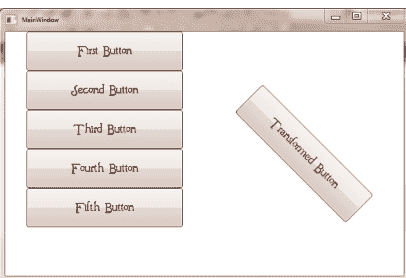 MainWindow
First Button
Second Button
Third Button
Fourth Button
Fifth Button
Transformed Button